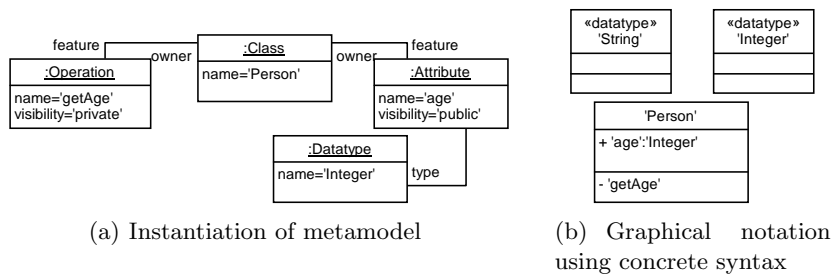 feature
owner
:Class
name='Person'
owner
feature
:Operation
name='getAge'
visibility='private'
:Attribute
name='age'
visibility='public'
:Datatype
name='Integer'
type
(a) Instantiation of metamodel
«datatype»
'String'
«datatype»
'Integer'
'Person'
+ 'age':'Integer'
- 'getAge'
(b) Graphical notation
using concrete syntax